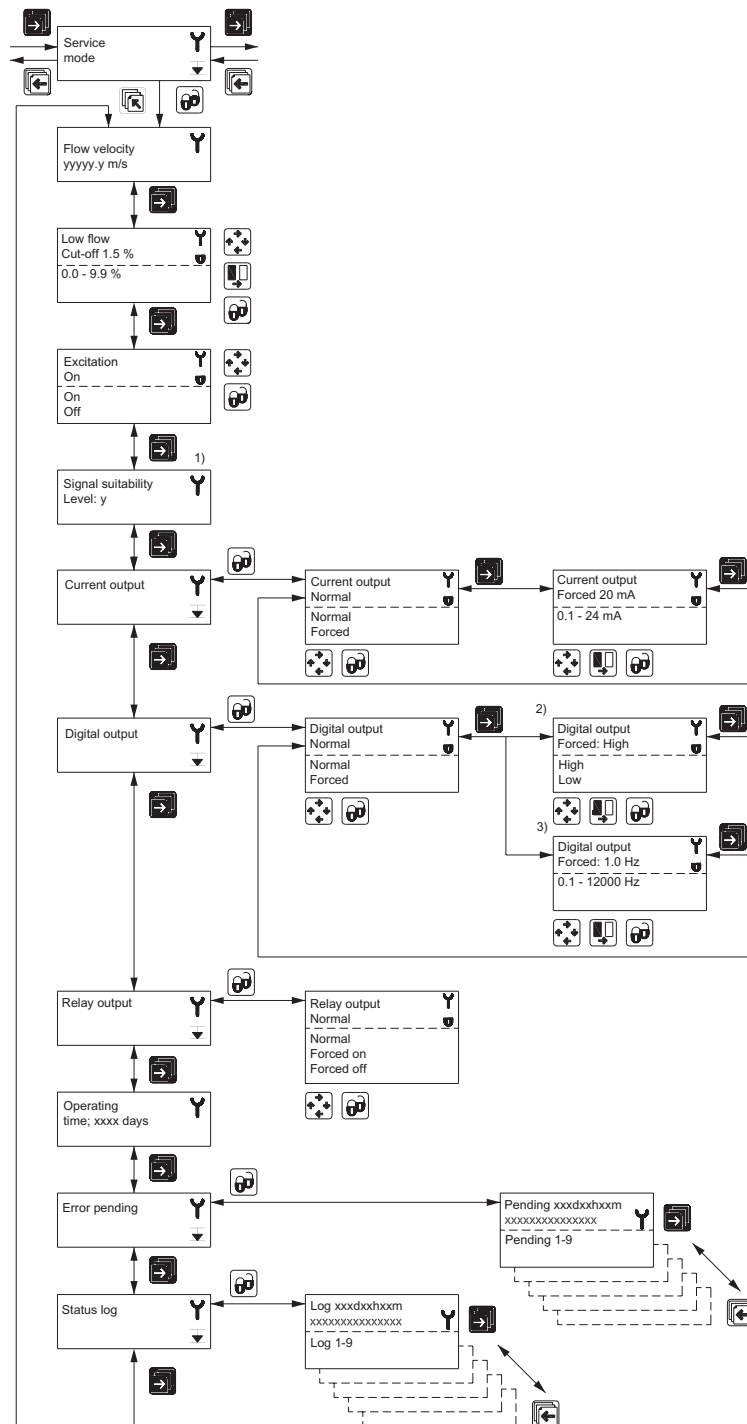 Service
mode
Flow velocity
yyyyy.y m/s
Low flow
Cut-off 1.5 %
0.0 - 9.9 %
Excitation
On
On
Off
1)
Signal suitability
Level: y
Current output
Current output
Normal
Normal
Forced
Current output
Forced 20 mA
0.1 - 24 mA
Digital output
Digital output
Normal
Normal
Forced
2)
Digital output
Forced: High
High
Low
3)
Digital output
Forced: 1.0 Hz
0.1 - 12000 Hz
Relay output
Relay output
Normal
Normal
Forced on
Forced off
Operating
time; xxxx days
Error pending
Pending xxxdxxhxxm
xxxxxxxxxxxxxxx
Pending 1-9
Status log
Log xxxdxxhxxm
xxxxxxxxxxxxxxx
Log 1-9